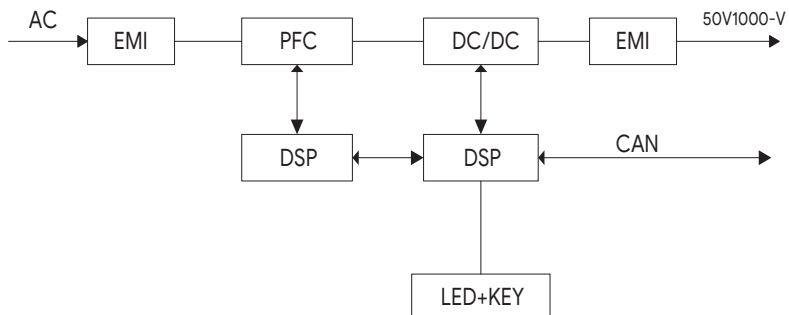 AC
50V1000-V
EMI
PFC
DC/DC
EMI
DSP
DSP
CAN
LED+KEY